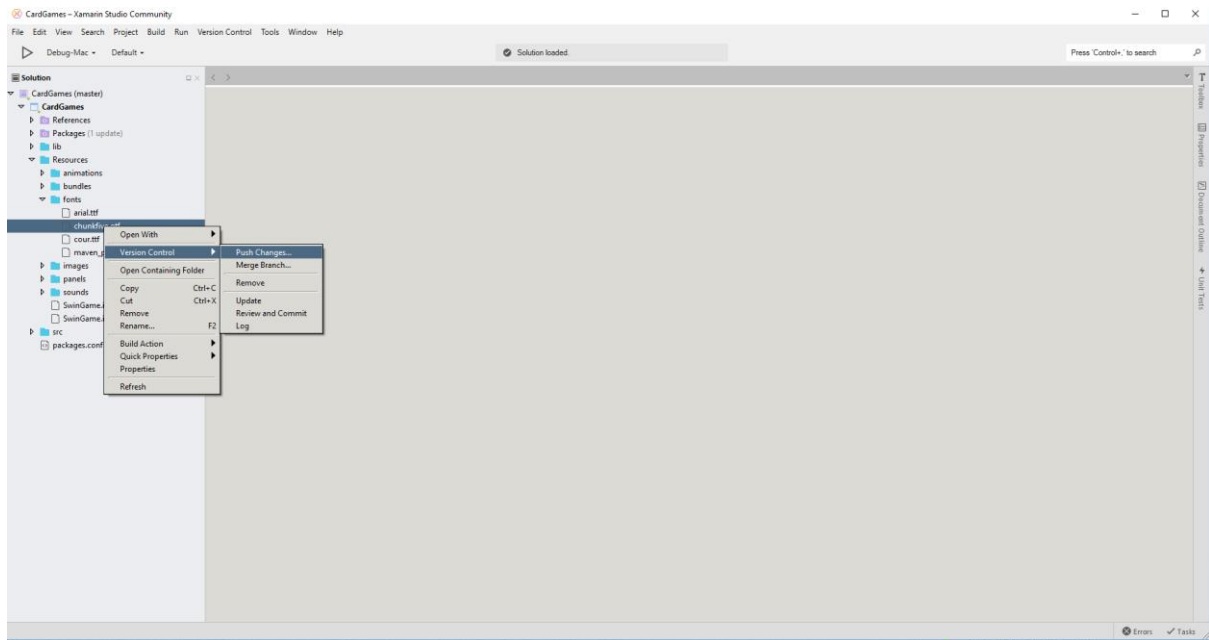 CardGames – Xamarin Studio Community
File Edit View Search Project Build Run Version Control Tools Window Help
Debug-Mac Default
Solution loaded.
Press 'Control+,' to search
Solution
CardGames (master)
CardGames
References
Packages (1 update)
lib
Resources
animations
bundles
fonts
arial.ttf
cour.ttf
images
panels
sounds
src
Open With
Version Control
Open Containing Folder
Copy Ctrl+C
Cut Ctrl+X
Remove
Rename... F2
Build Action
Quick Properties
Properties
Refresh
Push Changes...
Merge Branch...
Remove
Update
Review and Commit
Log
Toolbox
Properties
Document Outline
Unit Tests
Errors Tasks